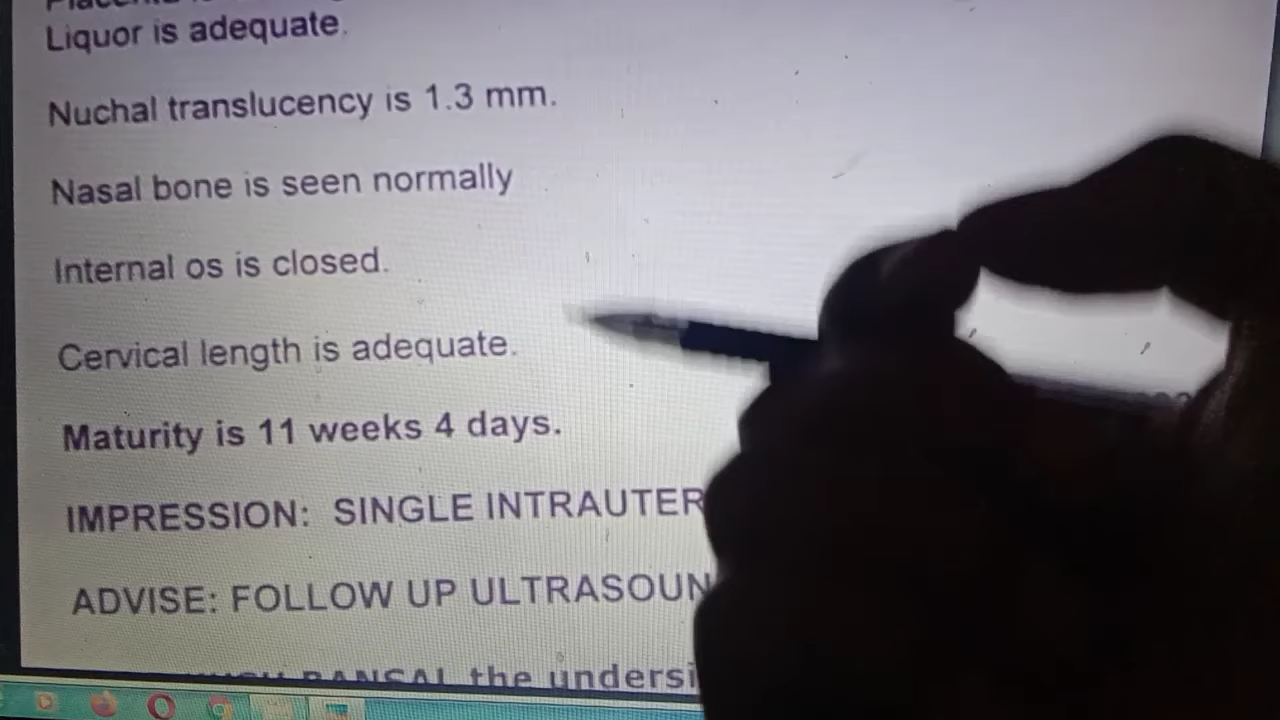 Liquor is adequate.
Nuchal translucency is 1.3 mm.
Nasal bone is seen normally
Internal os is closed.
Cervical length is adequate.
Maturity is 11 weeks 4 days.
IMPRESSION: SINGLE INTRAUTER
ADVISE: FOLLOW UP ULTRASOUN
BANSAL the undersi